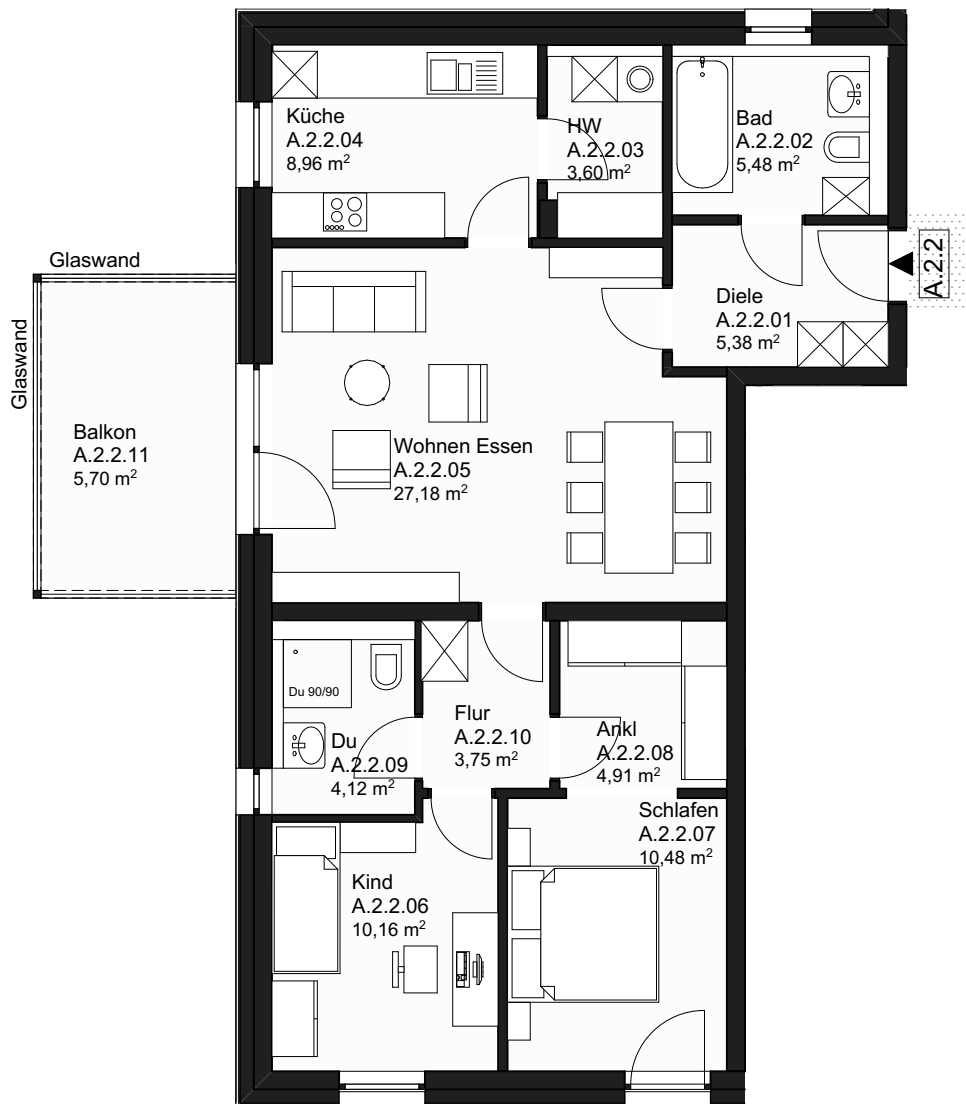 Küche
A.2.2.04
8,96 m²
HW
A.2.2.03
3,60 m²
Bad
A.2.2.02
5,48 m²
A.2.2
Diele
A.2.2.01
5,38 m²
Glaswand
Glaswand
Balkon
A.2.2.11
5,70 m²
Wohnen Essen
A.2.2.05
27,18 m²
Du 90/90
Du
A.2.2.09
4,12 m²
Flur
A.2.2.10
3,75 m²
Ankl
A.2.2.08
4,91 m²
Schlafen
A.2.2.07
10,48 m²
Kind
A.2.2.06
10,16 m²